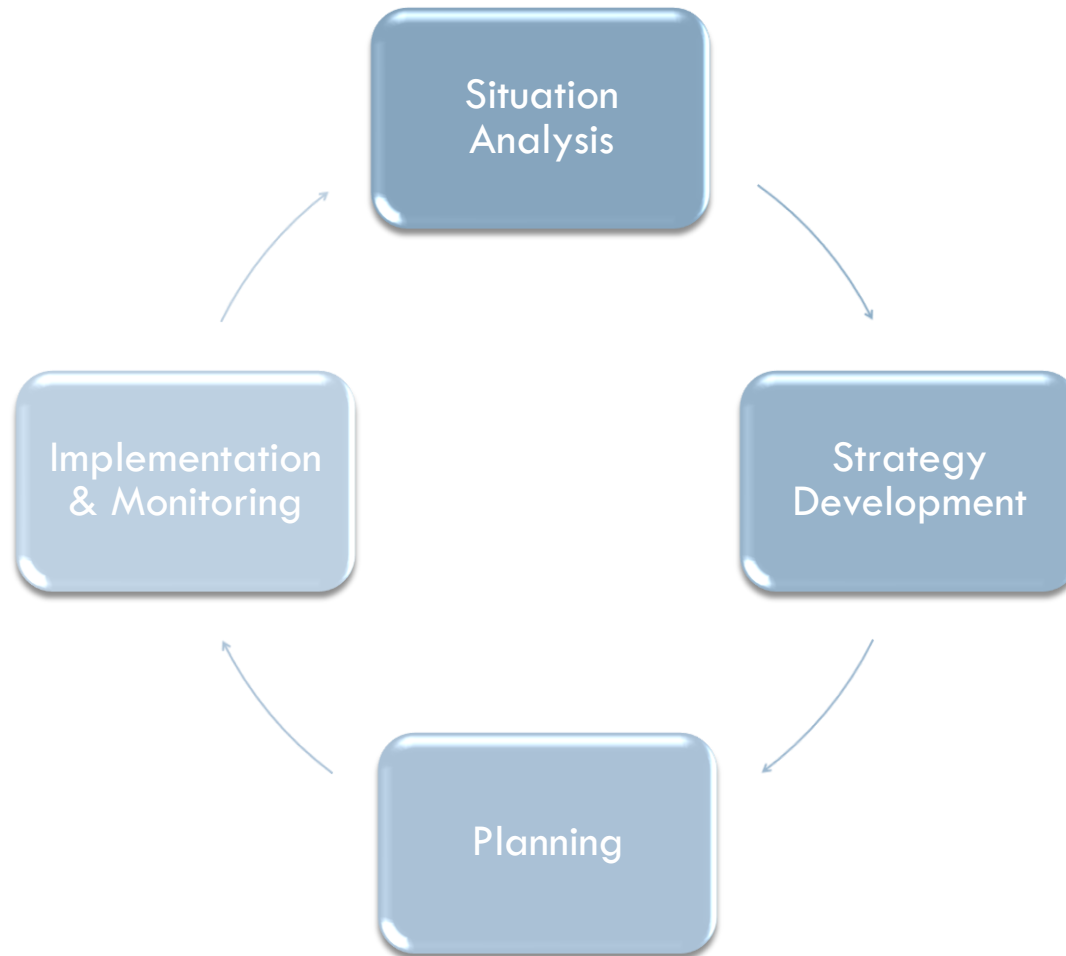 Situation
Analysis
Strategy
Development
Planning
Implementation
& Monitoring